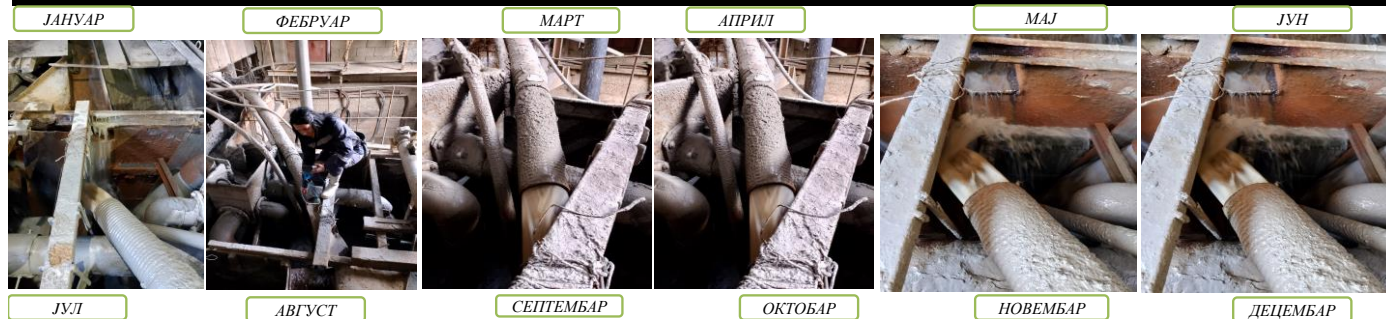 ЈАНУАР
ФЕБРУАР
МАРТ
АПРИЛ
МАЈ
ЈУН
ЈУЛ
АВГУСТ
СЕПТЕМБАР
ОКТОБАР
НОВЕМБАР
ДЕЦЕМБАР